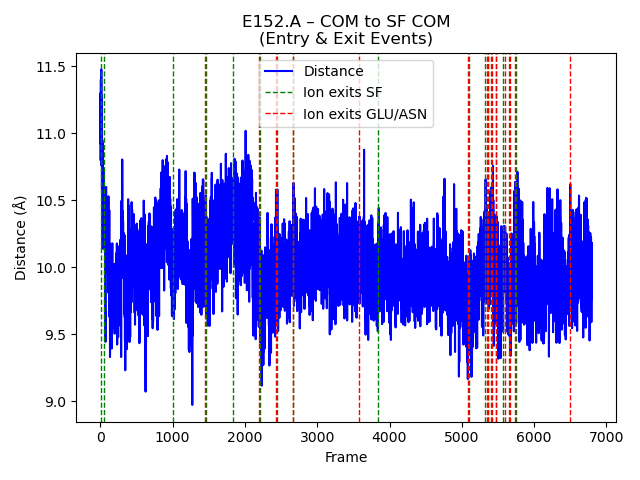 E152.A – COM to SF COM
(Entry & Exit Events)
Distance
Ion exits SF
Ion exits GLU/ASN
Distance (Å)
11.5
11.0
10.5
10.0
9.5
9.0
0 1000 2000 3000 4000 5000 6000 7000
Frame